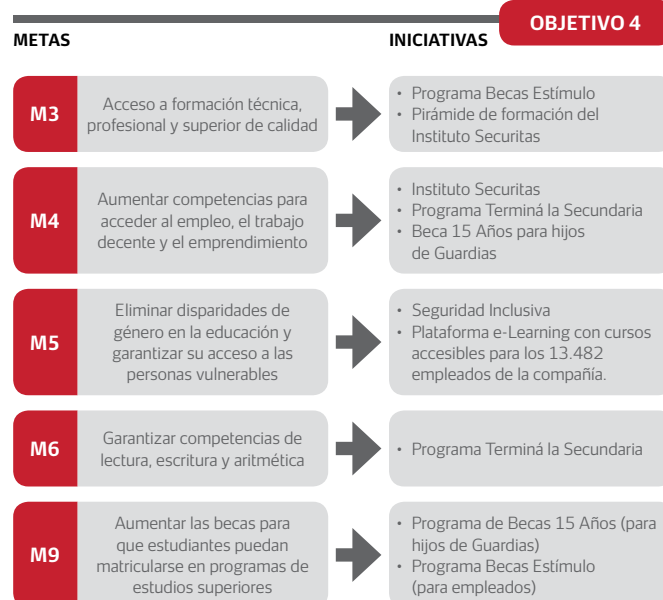 OBJETIVO 4
METAS
INICIATIVAS
M3
Acceso a formación técnica,
profesional y superior de calidad
• Programa Becas Estímulo
• Pirámide de formación del
Instituto Securitas
M4
Aumentar competencias para
acceder al empleo, el trabajo
decente y el emprendimiento
• Instituto Securitas
• Programa Terminá la Secundaria
• Beca 15 Años para hijos
de Guardias
M5
Eliminar disparidades de
género en la educación y
garantizar su acceso a las
personas vulnerables
• Seguridad Inclusiva
• Plataforma e-Learning con cursos
accesibles para los 13.482
empleados de la compañía.
M6
Garantizar competencias de
lectura, escritura y aritmética
• Programa Terminá la Secundaria
M9
Aumentar las becas para
que estudiantes puedan
matricularse en programas de
estudios superiores
• Programa de Becas 15 Años (para
hijos de Guardias)
• Programa Becas Estímulo
(para empleados)